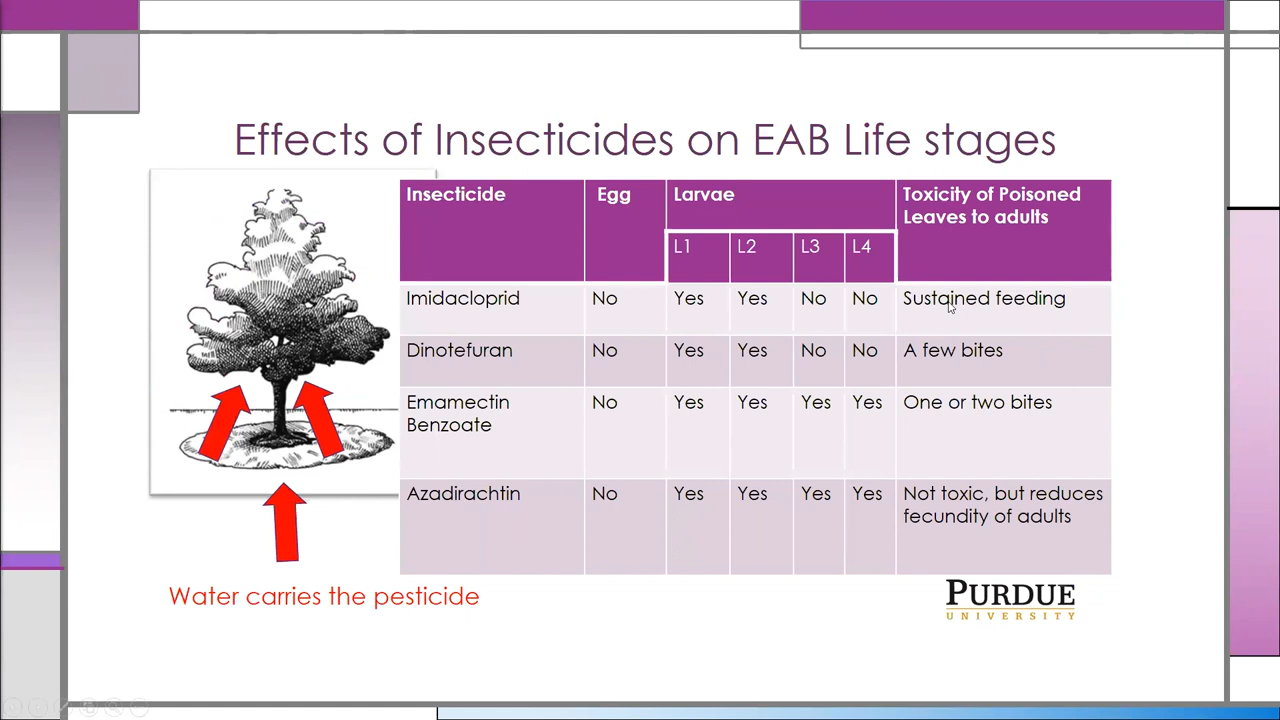 Effects of Insecticides on EAB Life stages
Insecticide Egg Larvae Toxicity of Poisoned
Leaves to adults
L1 L2 L3 L4
Imidacloprid No Yes Yes No No Sustained feeding
Dinotefuran No Yes Yes No No A few bites
Emamectin No Yes Yes Yes Yes One or two bites
Benzoate
Azadirachtin No Yes Yes Yes Yes Not toxic, but reduces
fecundity of adults
Water carries the pesticide
PURDUE
UNIVERSITY